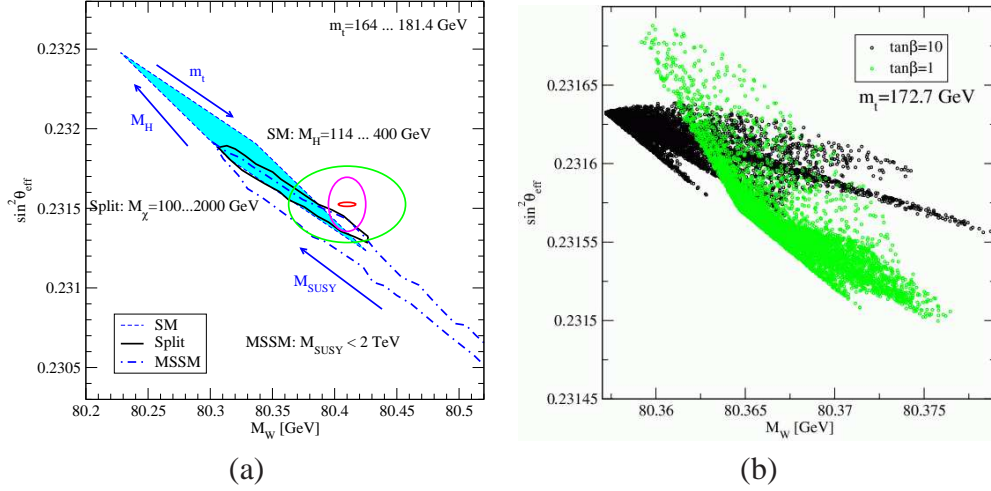 m_t=164 ... 181.4 GeV
0.2325
m_t
M_H
0.232
SM: M_H=114 ... 400 GeV
sin²θ_eff
0.2315
Split: M_χ=100...2000 GeV
0.231
M_SUSY
SM
Split
MSSM
MSSM: M_SUSY < 2 TeV
0.2305
80.2 80.25 80.3 80.35 80.4 80.45 80.5
M_W [GeV]
(a)
tanβ=10
tanβ=1
m_t=172.7 GeV
0.23165
0.2316
sin²θ_eff
0.23155
0.2315
0.23145
80.36 80.365 80.37 80.375
M_W [GeV]
(b)